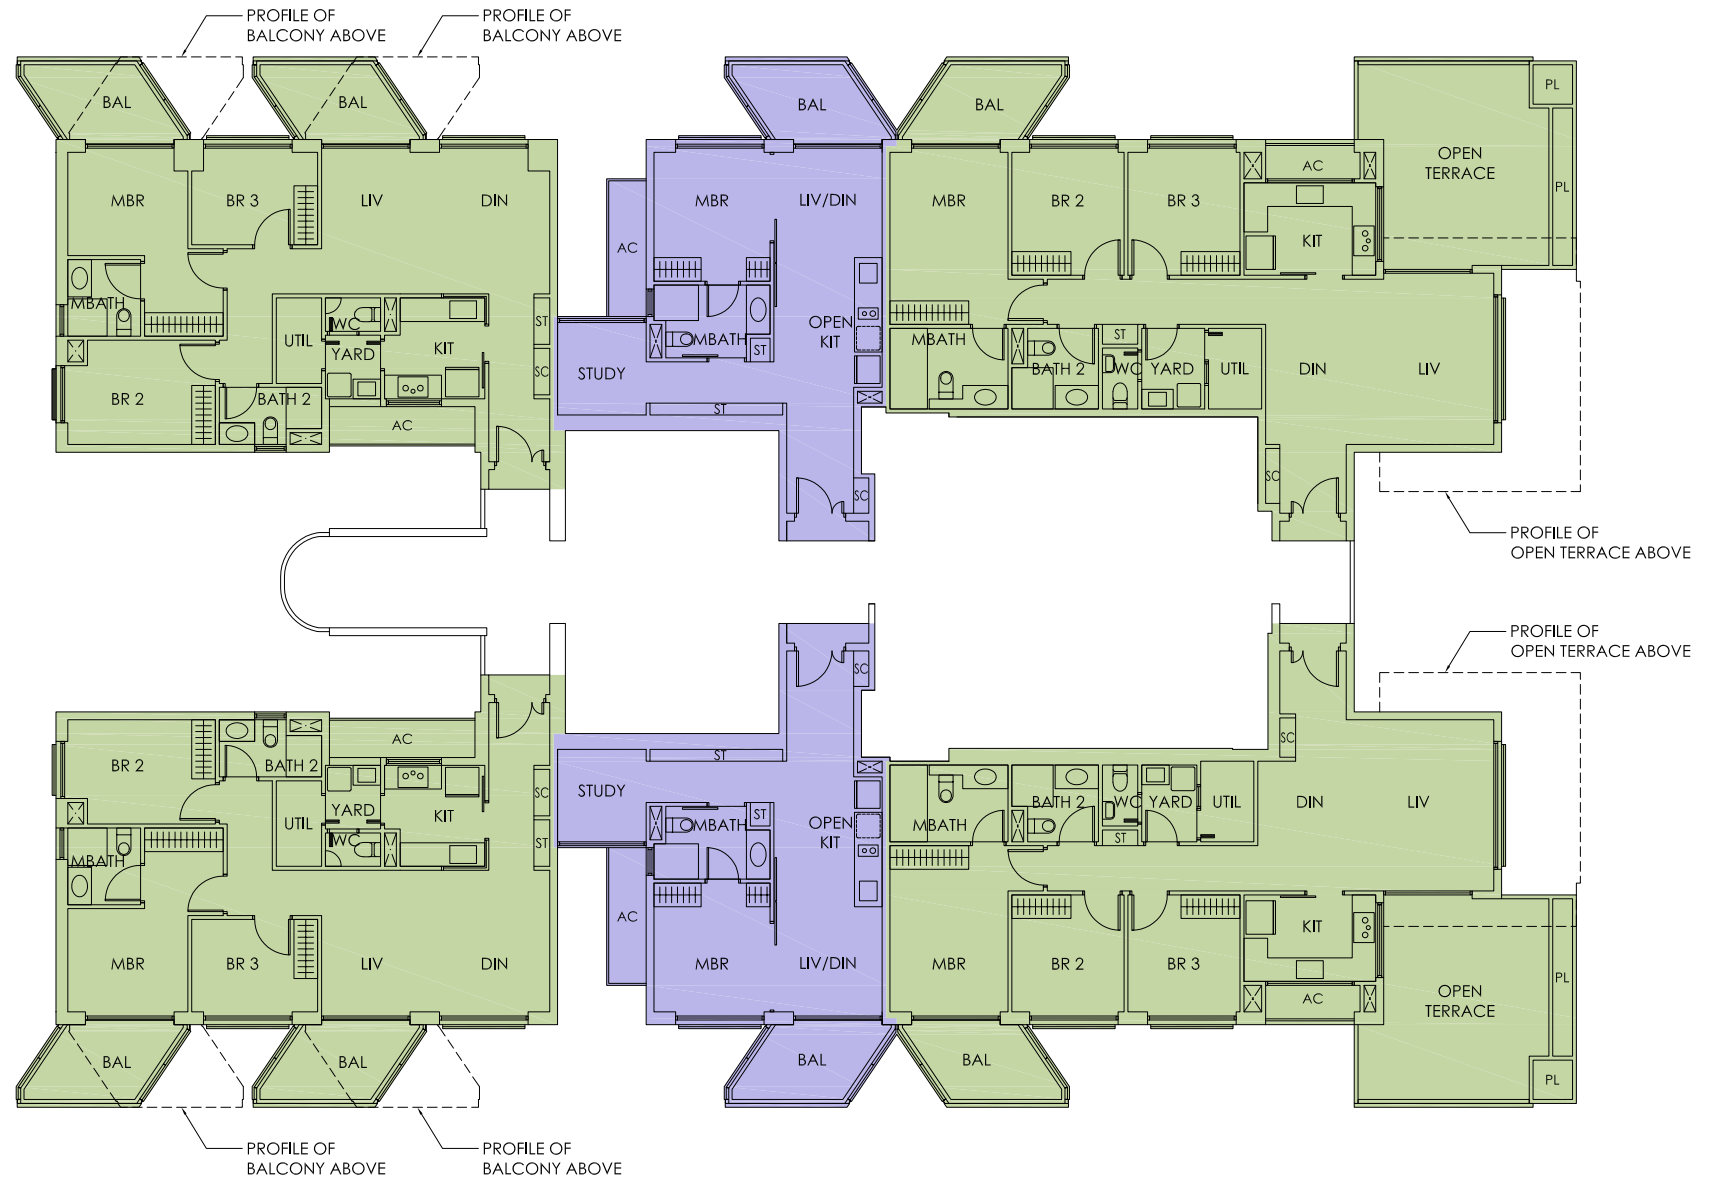 PROFILE OF
BALCONY ABOVE
PROFILE OF
BALCONY ABOVE
BAL
BAL
BAL
BAL
PL
OPEN
TERRACE
PL
AC
MBR
BR 3
LIV
DIN
MBR
LIV/DIN
MBR
BR 2
BR 3
KIT
AC
MBATH
WC
ST
UTIL
YARD
KIT
OPEN
KIT
MBATH
ST
MBATH
ST
BATH 2
WC
YARD
UTIL
DIN
LIV
SC
STUDY
BR 2
BATH 2
AC
ST
SC
SC
PROFILE OF
OPEN TERRACE ABOVE
PROFILE OF
OPEN TERRACE ABOVE
SC
SC
AC
ST
BR 2
BATH 2
SC
STUDY
UTIL
YARD
KIT
WC
ST
MBATH
ST
OPEN
KIT
MBATH
BATH 2
WC
YARD
UTIL
DIN
LIV
ST
MBATH
AC
KIT
MBR
BR 3
LIV
DIN
MBR
LIV/DIN
MBR
BR 2
BR 3
AC
OPEN
TERRACE
PL
PL
BAL
BAL
BAL
BAL
PROFILE OF
BALCONY ABOVE
PROFILE OF
BALCONY ABOVE